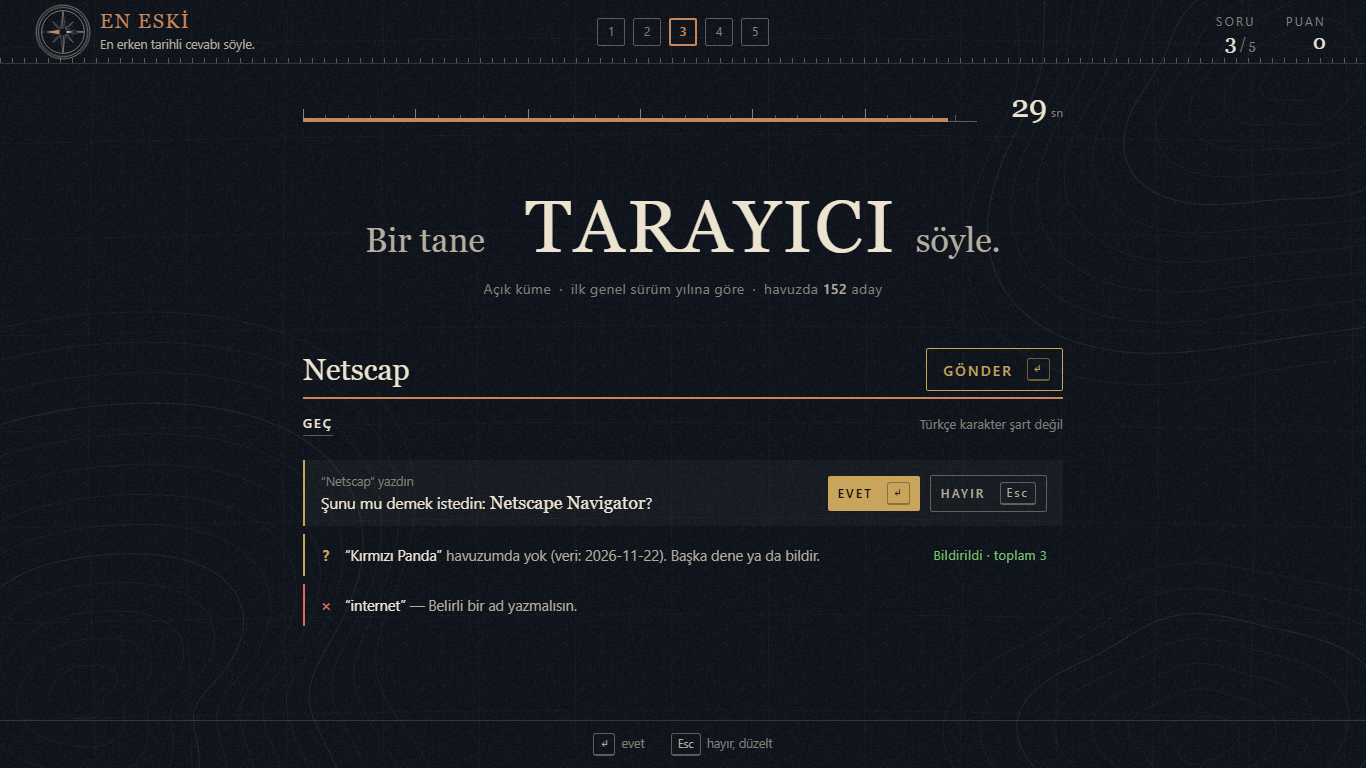 EN ESKİ
En erken tarihli cevabı söyle.
1 2 3 4 5
SORU PUAN
3/5 0
29 sn
Bir tane TARAYICI söyle.
Açık küme · ilk genel sürüm yılına göre · havuzda 152 aday
Netscap
GÖNDER ↵
GEÇ
Türkçe karakter şart değil
“Netscap” yazdın
Şunu mu demek istedin: Netscape Navigator?
EVET ↵ HAYIR Esc
? “Kırmızı Panda” havuzumda yok (veri: 2026-11-22). Başka dene ya da bildir. Bildirildi · toplam 3
× “internet” — Belirli bir ad yazmalısın.
↵ evet Esc hayır, düzelt